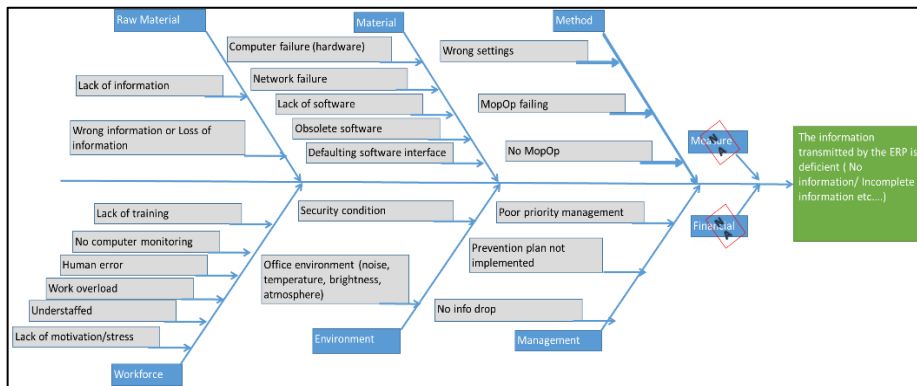 Raw Material
Material
Method
Computer failure (hardware)
Wrong settings
Lack of information
Network failure
Lack of software
MopOp failing
Wrong information or Loss of
information
Obsolete software
Defaulting software interface
No MopOp
Measure
N A
The information
transmitted by the ERP is
deficient ( No
information/ Incomplete
information etc....)
Lack of training
Security condition
Poor priority management
Financial
N A
No computer monitoring
Human error
Work overload
Understaffed
Lack of motivation/stress
Office environment (noise,
temperature, brightness,
atmosphere)
Prevention plan not
implemented
No info drop
Workforce
Environment
Management